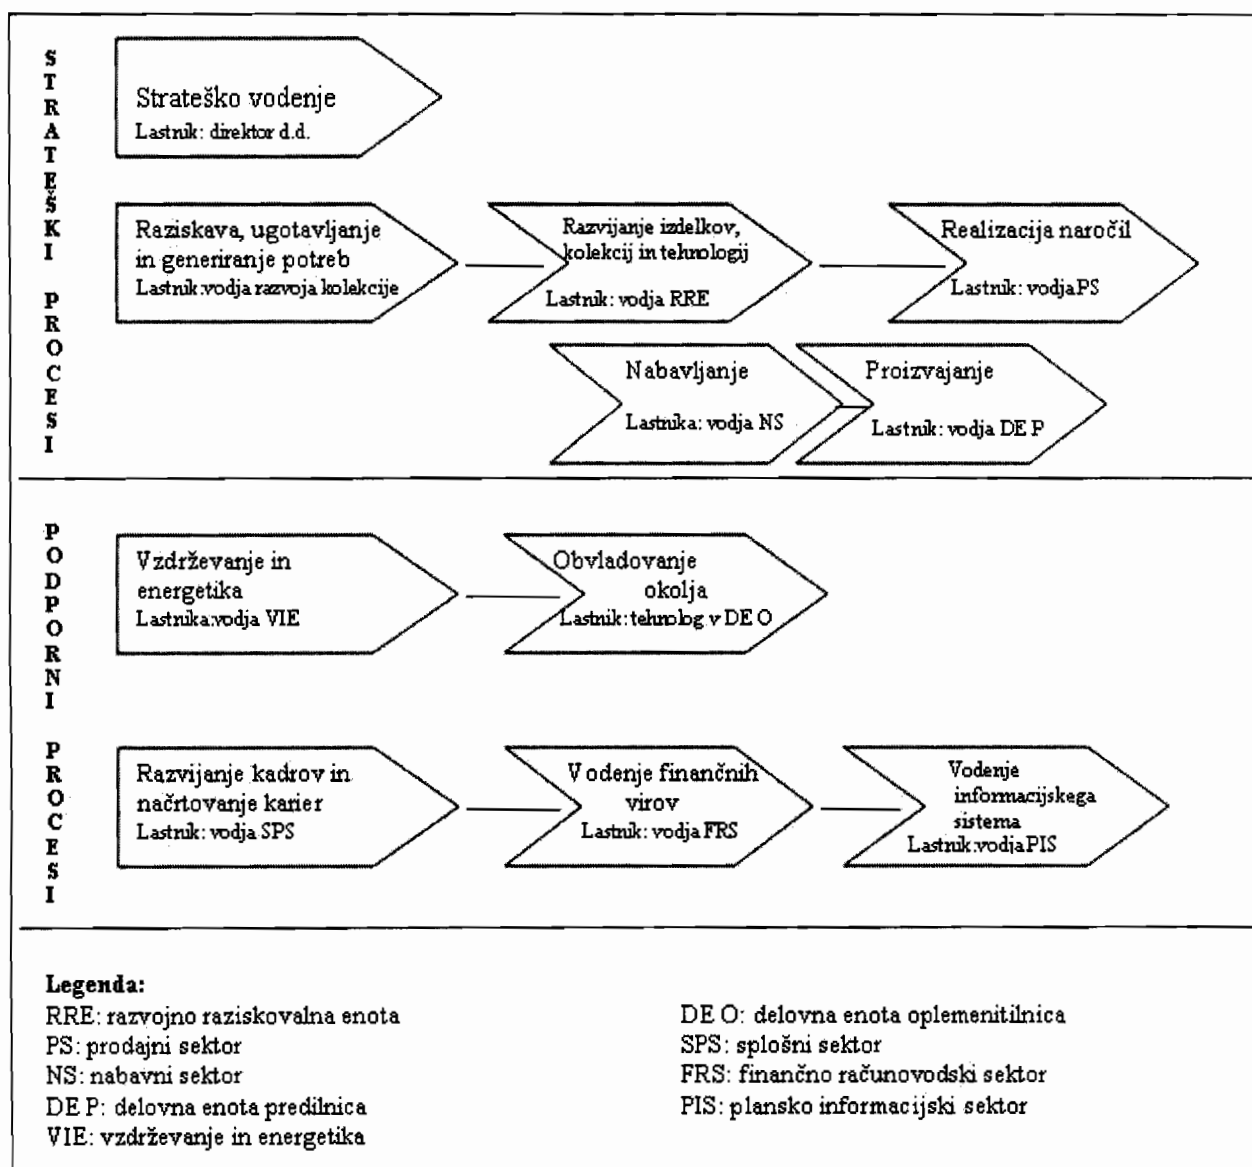 STRATEŠKI PROCESI
Strateško vodenje
Lastnik: direktor d.d.
Raziskava, ugotavljanje
in generiranje potreb
Lastnik:vodja razvoja kolekcije
Razvijanje izdelkov,
kolekcij in tehnologij
Lastnik: vodja RRE
Realizacija naročil
Lastnik: vodja PS
Nabavljanje
Lastnika: vodja NS
Proizvajanje
Lastnik: vodja DE P
PODPORNI PROCESI
Vzdrževanje in
energetika
Lastnika:vodja VIE
Obvladovanje
okolja
Lastnik: tehnolog v DE O
Razvijanje kadrov in
načrtovanje karier
Lastnik: vodja SPS
Vodenje finančnih
virov
Lastnik: vodja FRS
Vodenje
informacijskega
sistema
Lastnik:vodja PIS
Legenda:
RRE: razvojno raziskovalna enota
PS: prodajni sektor
NS: nabavni sektor
DE P: delovna enota predilnica
VIE: vzdrževanje in energetika
DE O: delovna enota oplemenitilnica
SPS: splošni sektor
FRS: finančno računovodski sektor
PIS: plansko informacijski sektor